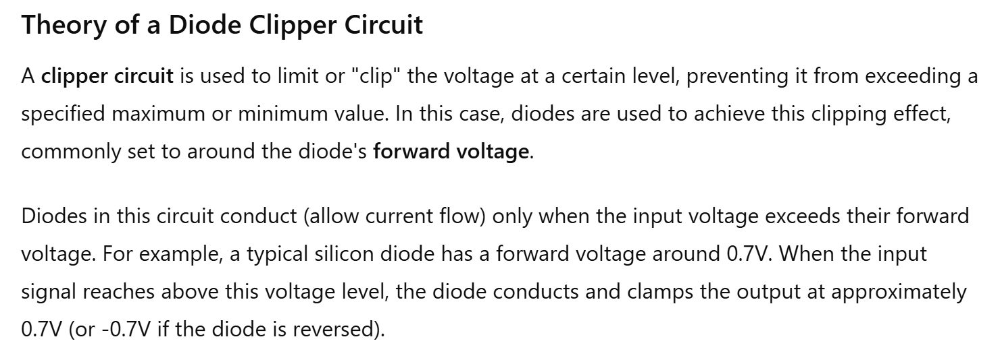 Theory of a Diode Clipper Circuit
A clipper circuit is used to limit or "clip" the voltage at a certain level, preventing it from exceeding a
specified maximum or minimum value. In this case, diodes are used to achieve this clipping effect,
commonly set to around the diode's forward voltage.
Diodes in this circuit conduct (allow current flow) only when the input voltage exceeds their forward
voltage. For example, a typical silicon diode has a forward voltage around 0.7V. When the input
signal reaches above this voltage level, the diode conducts and clamps the output at approximately
0.7V (or -0.7V if the diode is reversed).